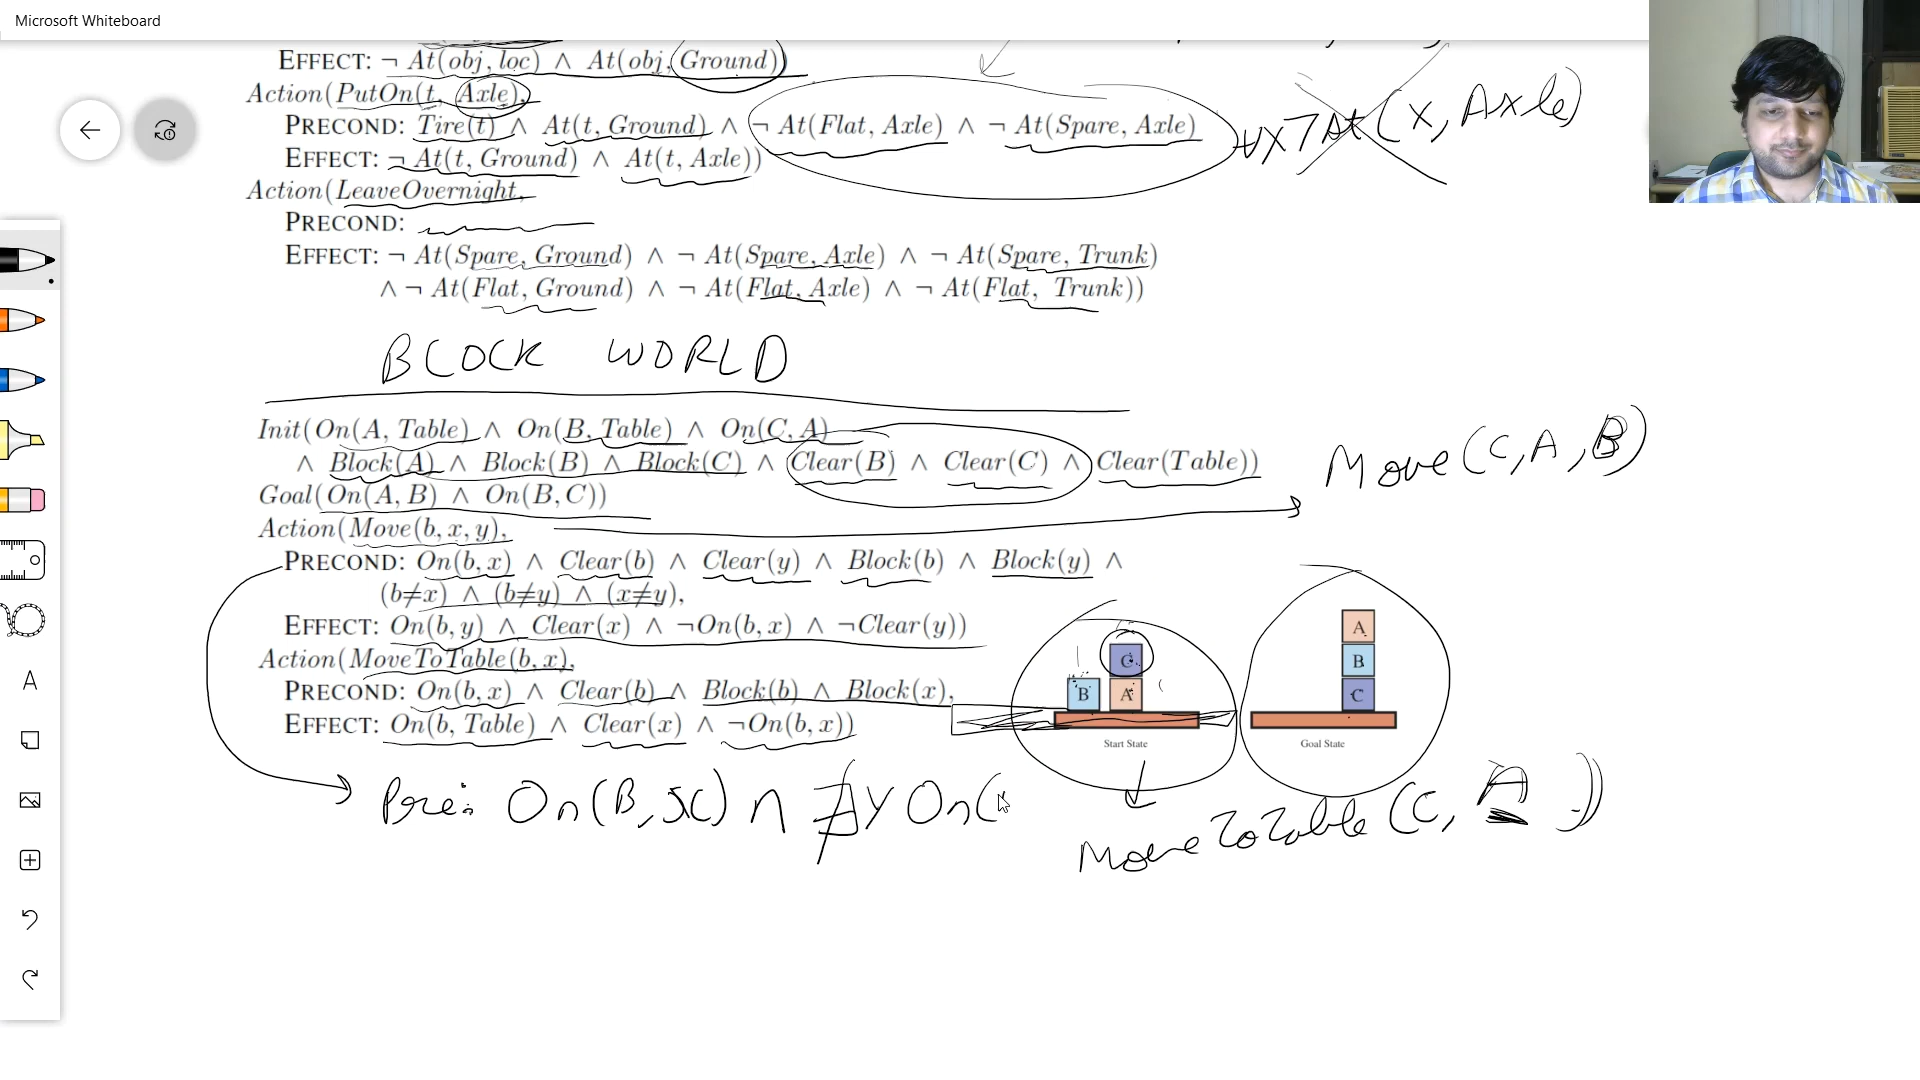 Microsoft Whiteboard
EFFECT: ¬ At(obj, loc) ∧ At(obj, Ground))
Action(PutOn(t, Axle),
PRECOND: Tire(t) ∧ At(t, Ground) ∧ ¬ At(Flat, Axle) ∧ ¬ At(Spare, Axle)
∀x¬At(x, Axle)
EFFECT: ¬ At(t, Ground) ∧ At(t, Axle))
Action(LeaveOvernight,
PRECOND:
EFFECT: ¬ At(Spare, Ground) ∧ ¬ At(Spare, Axle) ∧ ¬ At(Spare, Trunk)
∧ ¬ At(Flat, Ground) ∧ ¬ At(Flat, Axle) ∧ ¬ At(Flat, Trunk))
BLOCK WORLD
Init(On(A, Table) ∧ On(B, Table) ∧ On(C, A)
∧ Block(A) ∧ Block(B) ∧ Block(C) ∧ Clear(B) ∧ Clear(C) ∧ Clear(Table))
Move(C, A, B)
Goal(On(A, B) ∧ On(B, C))
Action(Move(b, x, y),
PRECOND: On(b, x) ∧ Clear(b) ∧ Clear(y) ∧ Block(b) ∧ Block(y) ∧
(b≠x) ∧ (b≠y) ∧ (x≠y),
EFFECT: On(b, y) ∧ Clear(x) ∧ ¬On(b, x) ∧ ¬Clear(y))
Action(MoveToTable(b, x),
PRECOND: On(b, x) ∧ Clear(b) ∧ Block(b) ∧ Block(x),
EFFECT: On(b, Table) ∧ Clear(x) ∧ ¬On(b, x))
C
B A
Start State
A
B
C
Goal State
Pre: On(B, x) ∧ ∄y On(
MoveToTable(C, A)
A